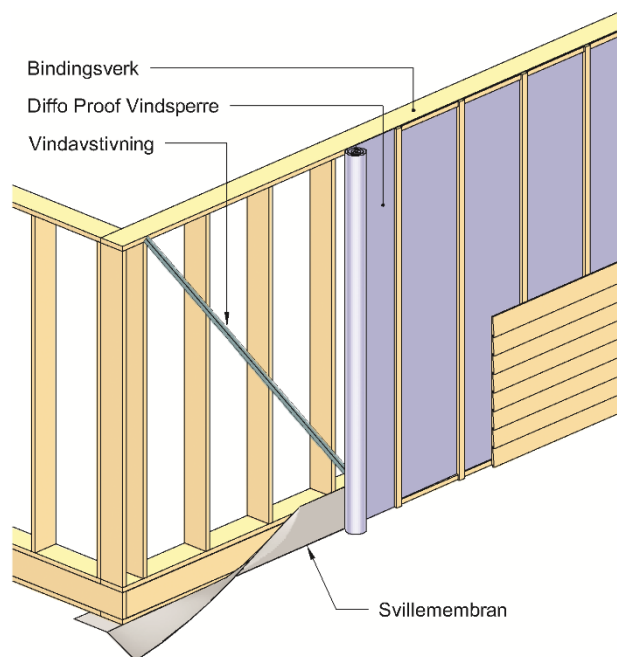 Bindingsverk
Diffo Proof Vindsperre
Vindavstivning
Svillemembran